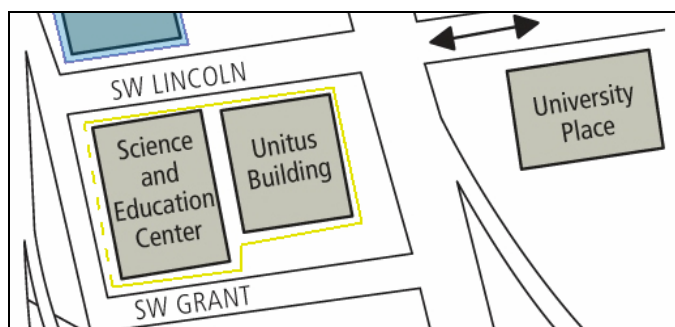 SW LINCOLN
Science
and
Education
Center
Unitus
Building
University
Place
SW GRANT